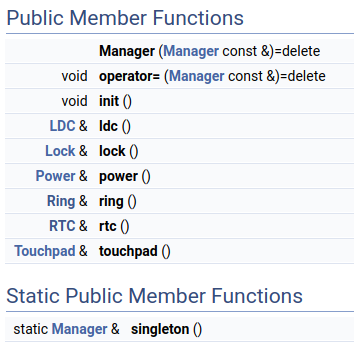 Public Member Functions
Manager (Manager const &)=delete
void operator= (Manager const &)=delete
void init ()
LDC & ldc ()
Lock & lock ()
Power & power ()
Ring & ring ()
RTC & rtc ()
Touchpad & touchpad ()
Static Public Member Functions
static Manager & singleton ()